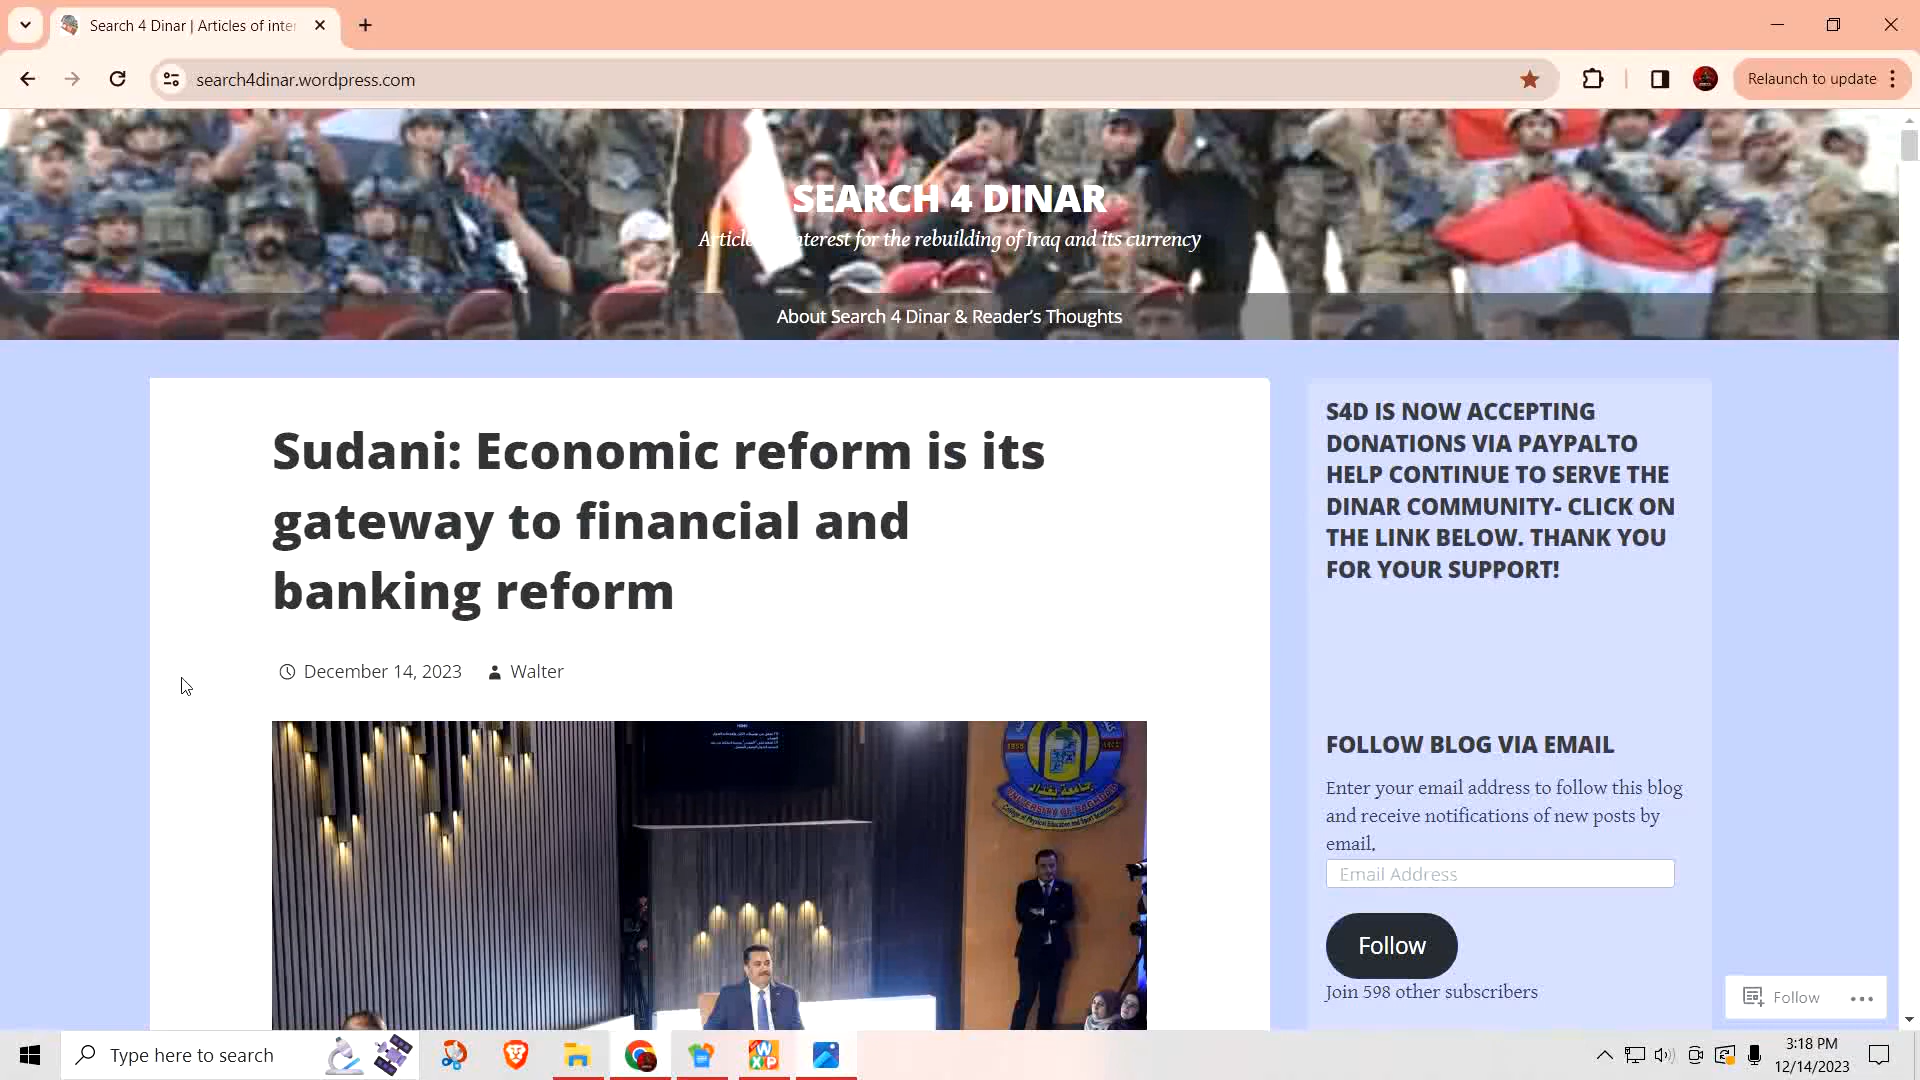 Search 4 Dinar | Articles of inter
search4dinar.wordpress.com
Relaunch to update
SEARCH 4 DINAR
interest for the rebuilding of Iraq and its currency
About Search 4 Dinar & Reader's Thoughts
Sudani: Economic reform is its
gateway to financial and
banking reform
December 14, 2023 Walter
S4D IS NOW ACCEPTING
DONATIONS VIA PAYPALTO
HELP CONTINUE TO SERVE THE
DINAR COMMUNITY- CLICK ON
THE LINK BELOW. THANK YOU
FOR YOUR SUPPORT!
FOLLOW BLOG VIA EMAIL
Enter your email address to follow this blog
and receive notifications of new posts by
email.
Email Address
Follow
Join 598 other subscribers
Follow
UNIVERSITY OF BAGHDAD
Type here to search
3:18 PM
12/14/2023